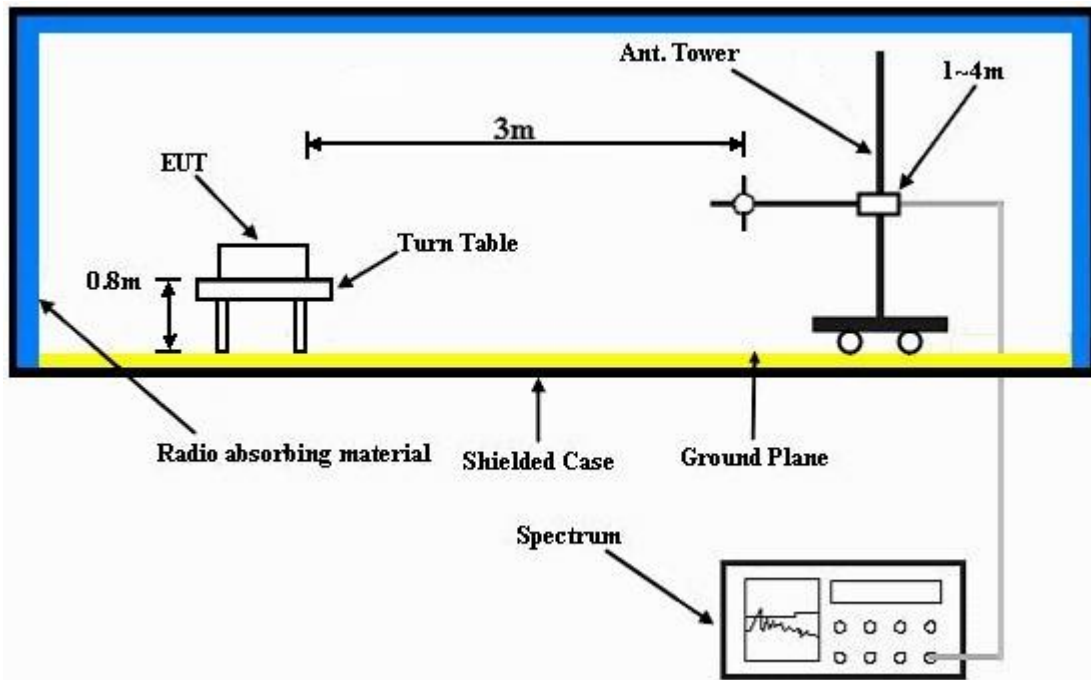 Ant. Tower
1~4m
3m
EUT
Turn Table
0.8m
Radio absorbing material
Shielded Case
Ground Plane
Spectrum